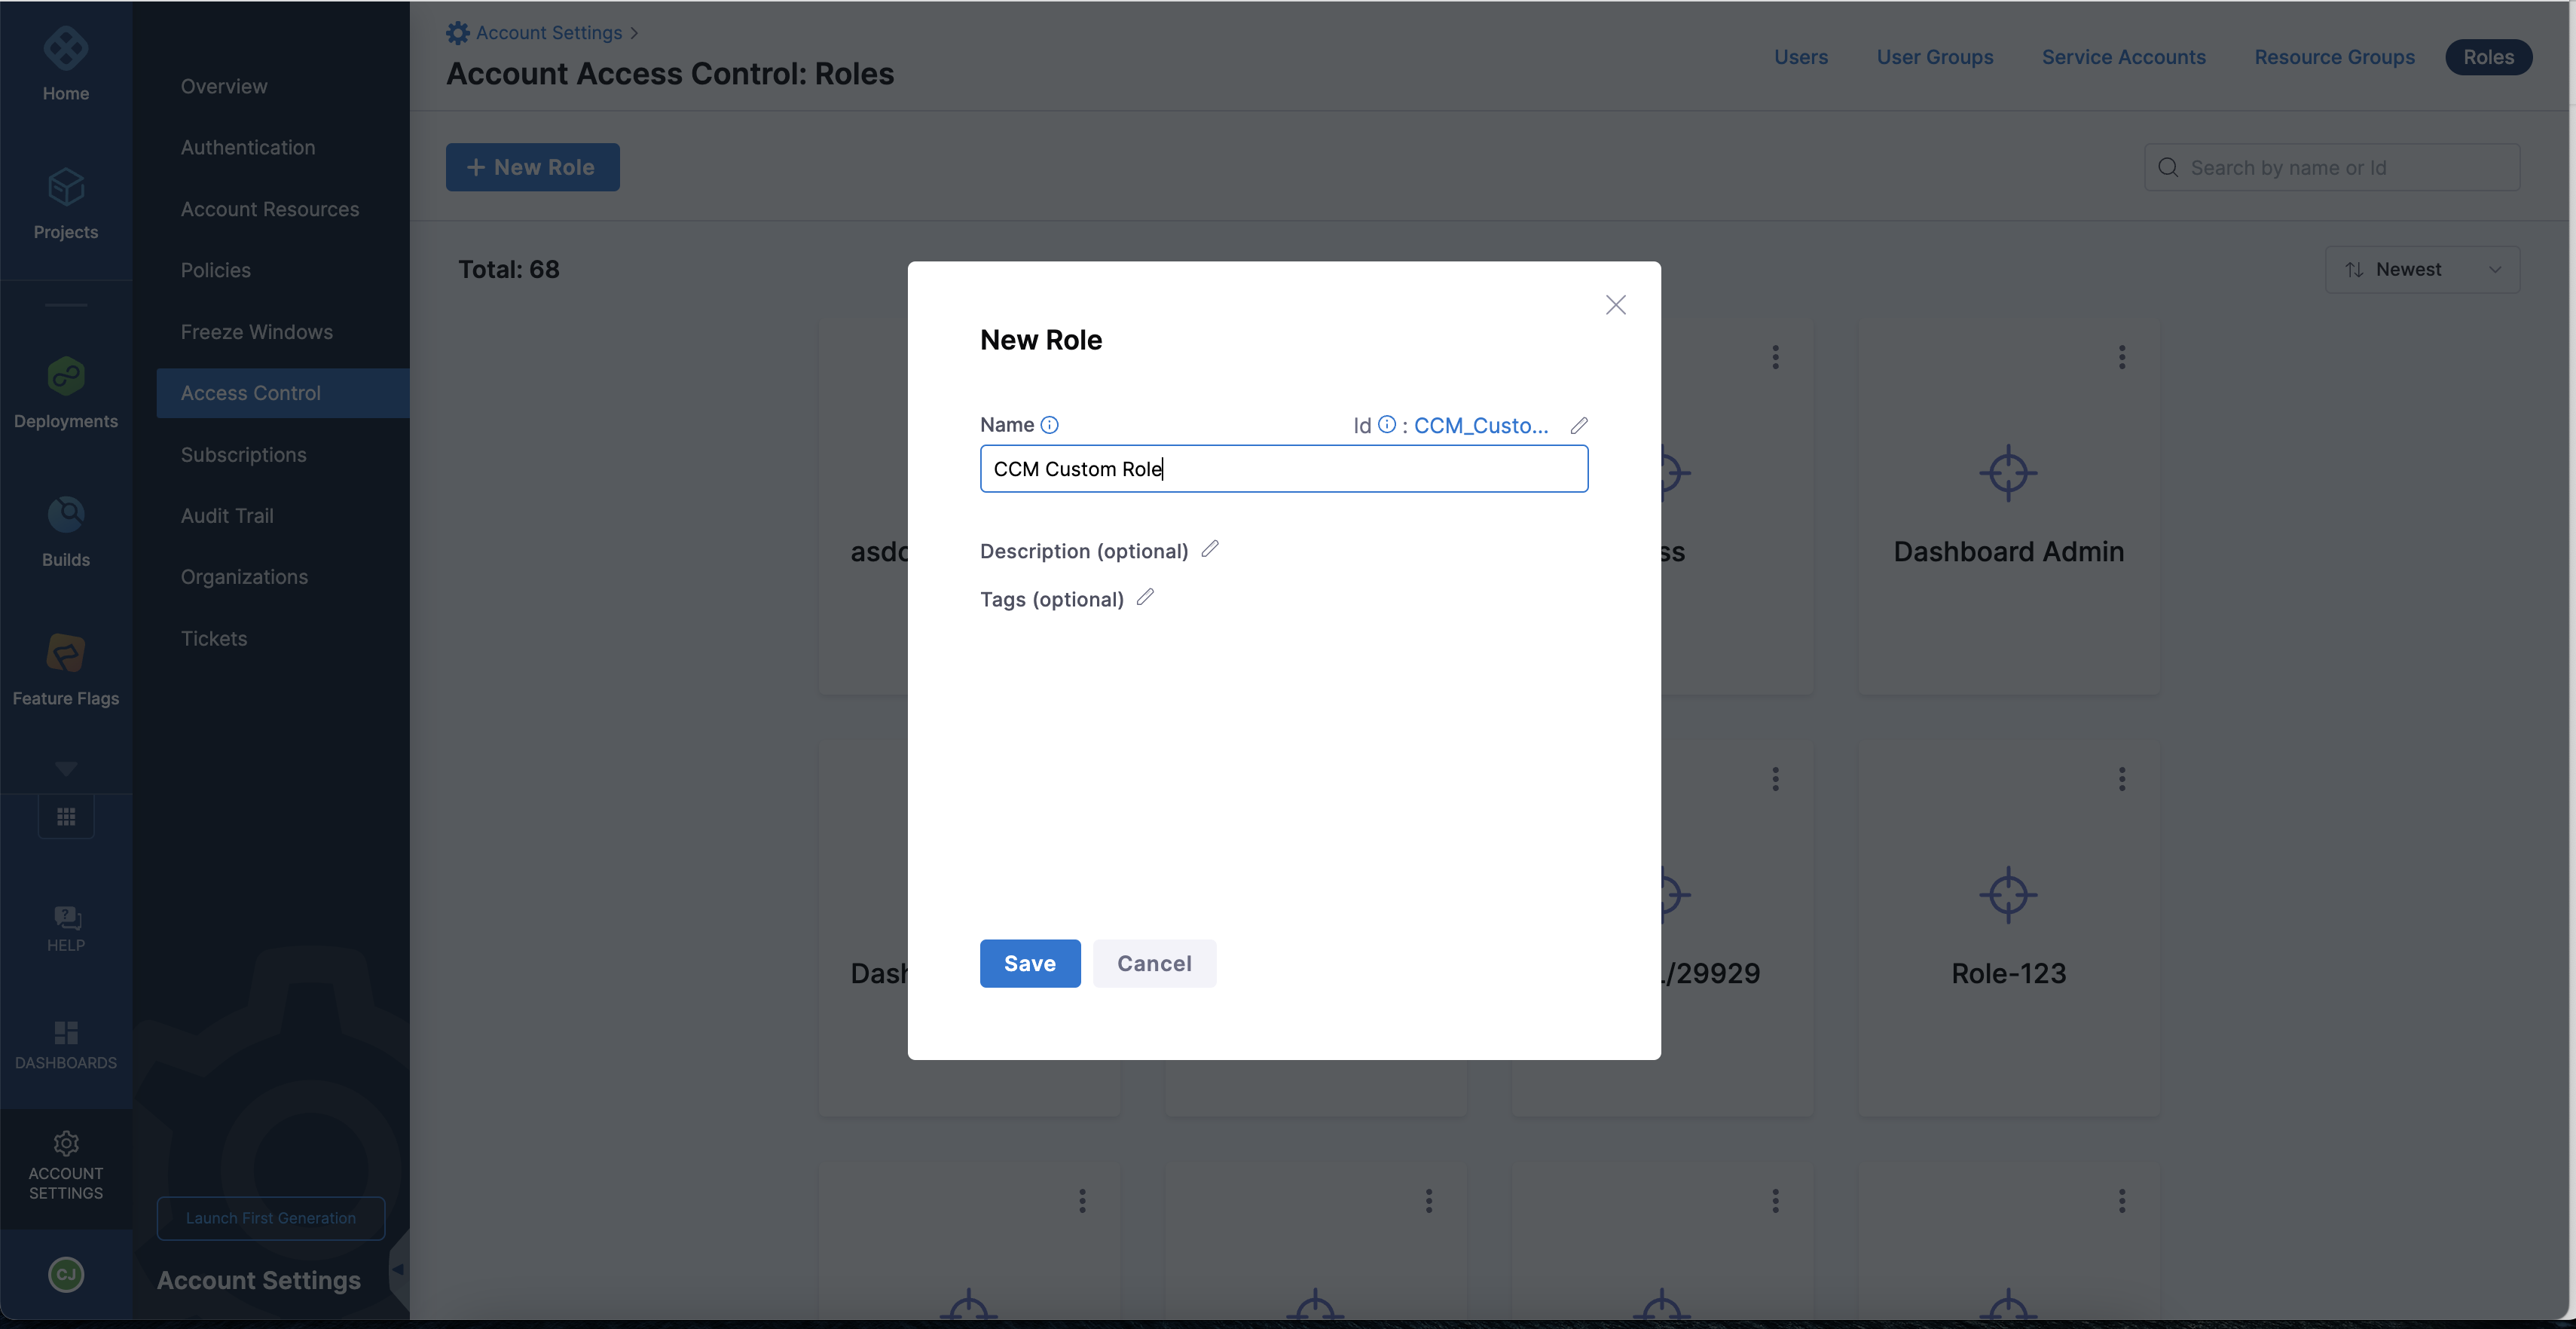 Home
Projects
Deployments
Builds
Feature Flags
HELP
DASHBOARDS
ACCOUNT
SETTINGS
CJ
Overview
Authentication
Account Resources
Policies
Freeze Windows
Access Control
Subscriptions
Audit Trail
Organizations
Tickets
Launch First Generation
Account Settings
Account Settings >
Account Access Control: Roles
Users
User Groups
Service Accounts
Resource Groups
Roles
+ New Role
Search by name or Id
Total: 68
Newest
New Role
Name
Id : CCM_Custo...
CCM Custom Role
Description (optional)
Tags (optional)
Save
Cancel
Dashboard Admin
/29929
Role-123